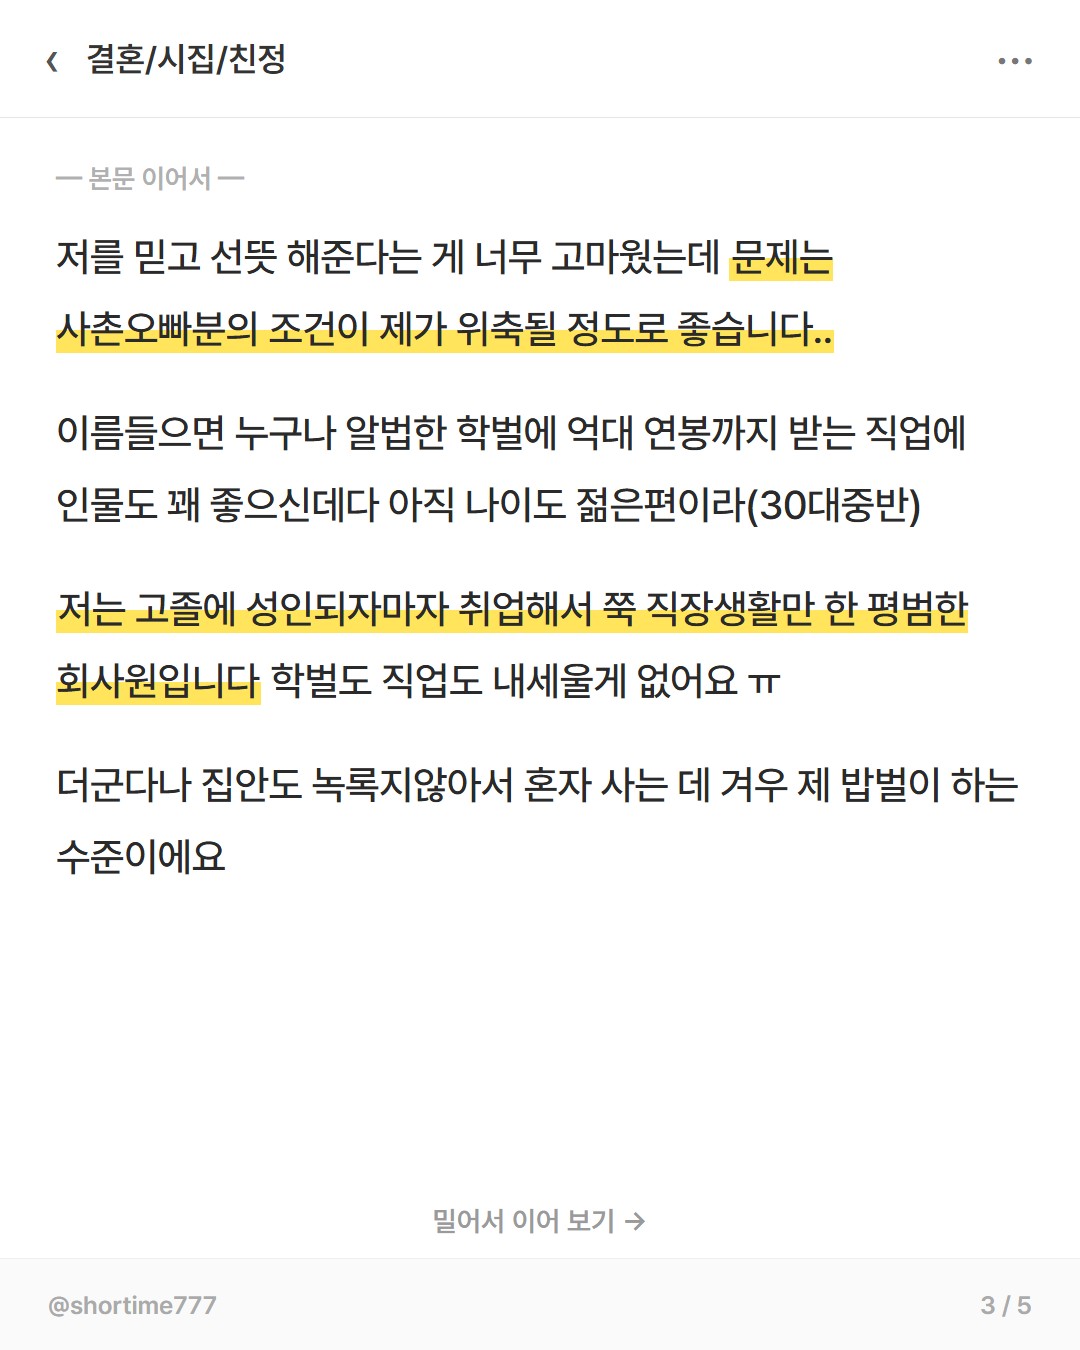 결혼/시집/친정
— 본문 이어서 —
저를 믿고 선뜻 해준다는 게 너무 고마웠는데 문제는
사촌오빠분의 조건이 제가 위축될 정도로 좋습니다..
이름들으면 누구나 알법한 학벌에 억대 연봉까지 받는 직업에
인물도 꽤 좋으신데다 아직 나이도 젊은편이라(30대중반)
저는 고졸에 성인되자마자 취업해서 쭉 직장생활만 한 평범한
회사원입니다 학벌도 직업도 내세울게 없어요 ㅠ
더군다나 집안도 녹록지않아서 혼자 사는 데 겨우 제 밥벌이 하는
수준이에요
밀어서 이어 보기 →
@shortime777
3 / 5